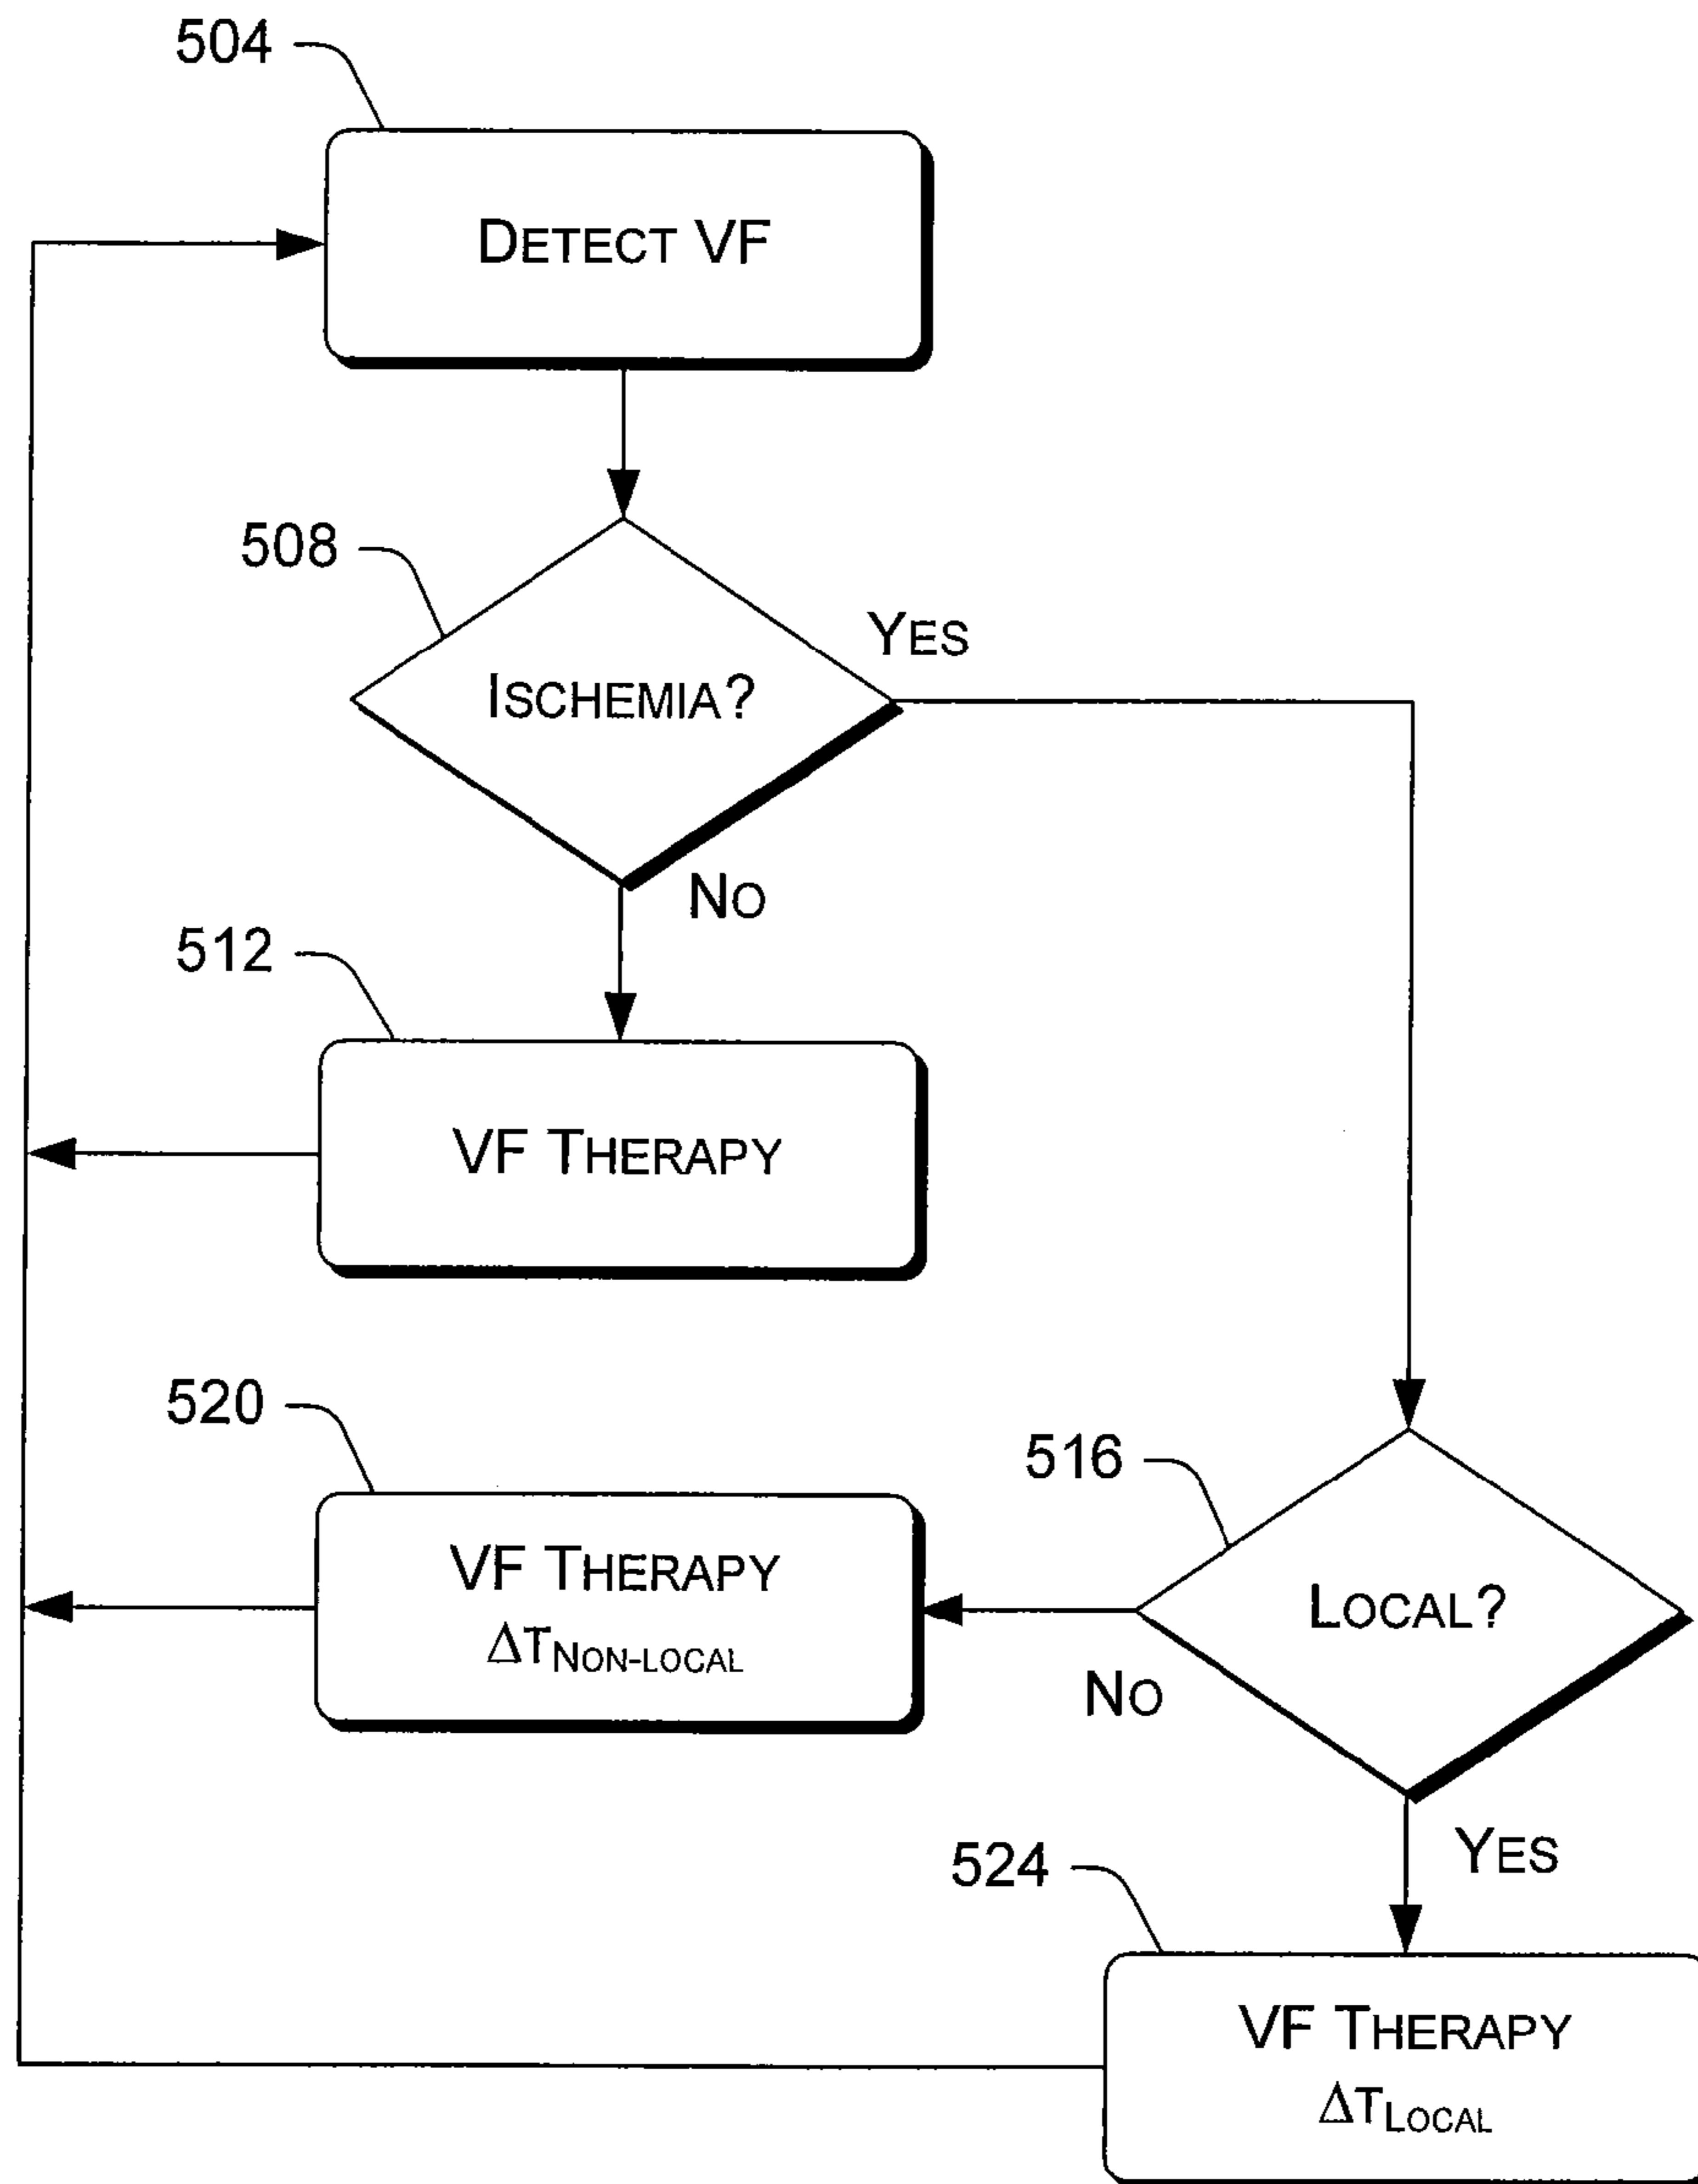 504
DETECT VF
508
YES
ISCHEMIA?
NO
512
VF THERAPY
520
516
VF THERAPY
ΔTNON-LOCAL
LOCAL?
NO
YES
524
VF THERAPY
ΔTLOCAL